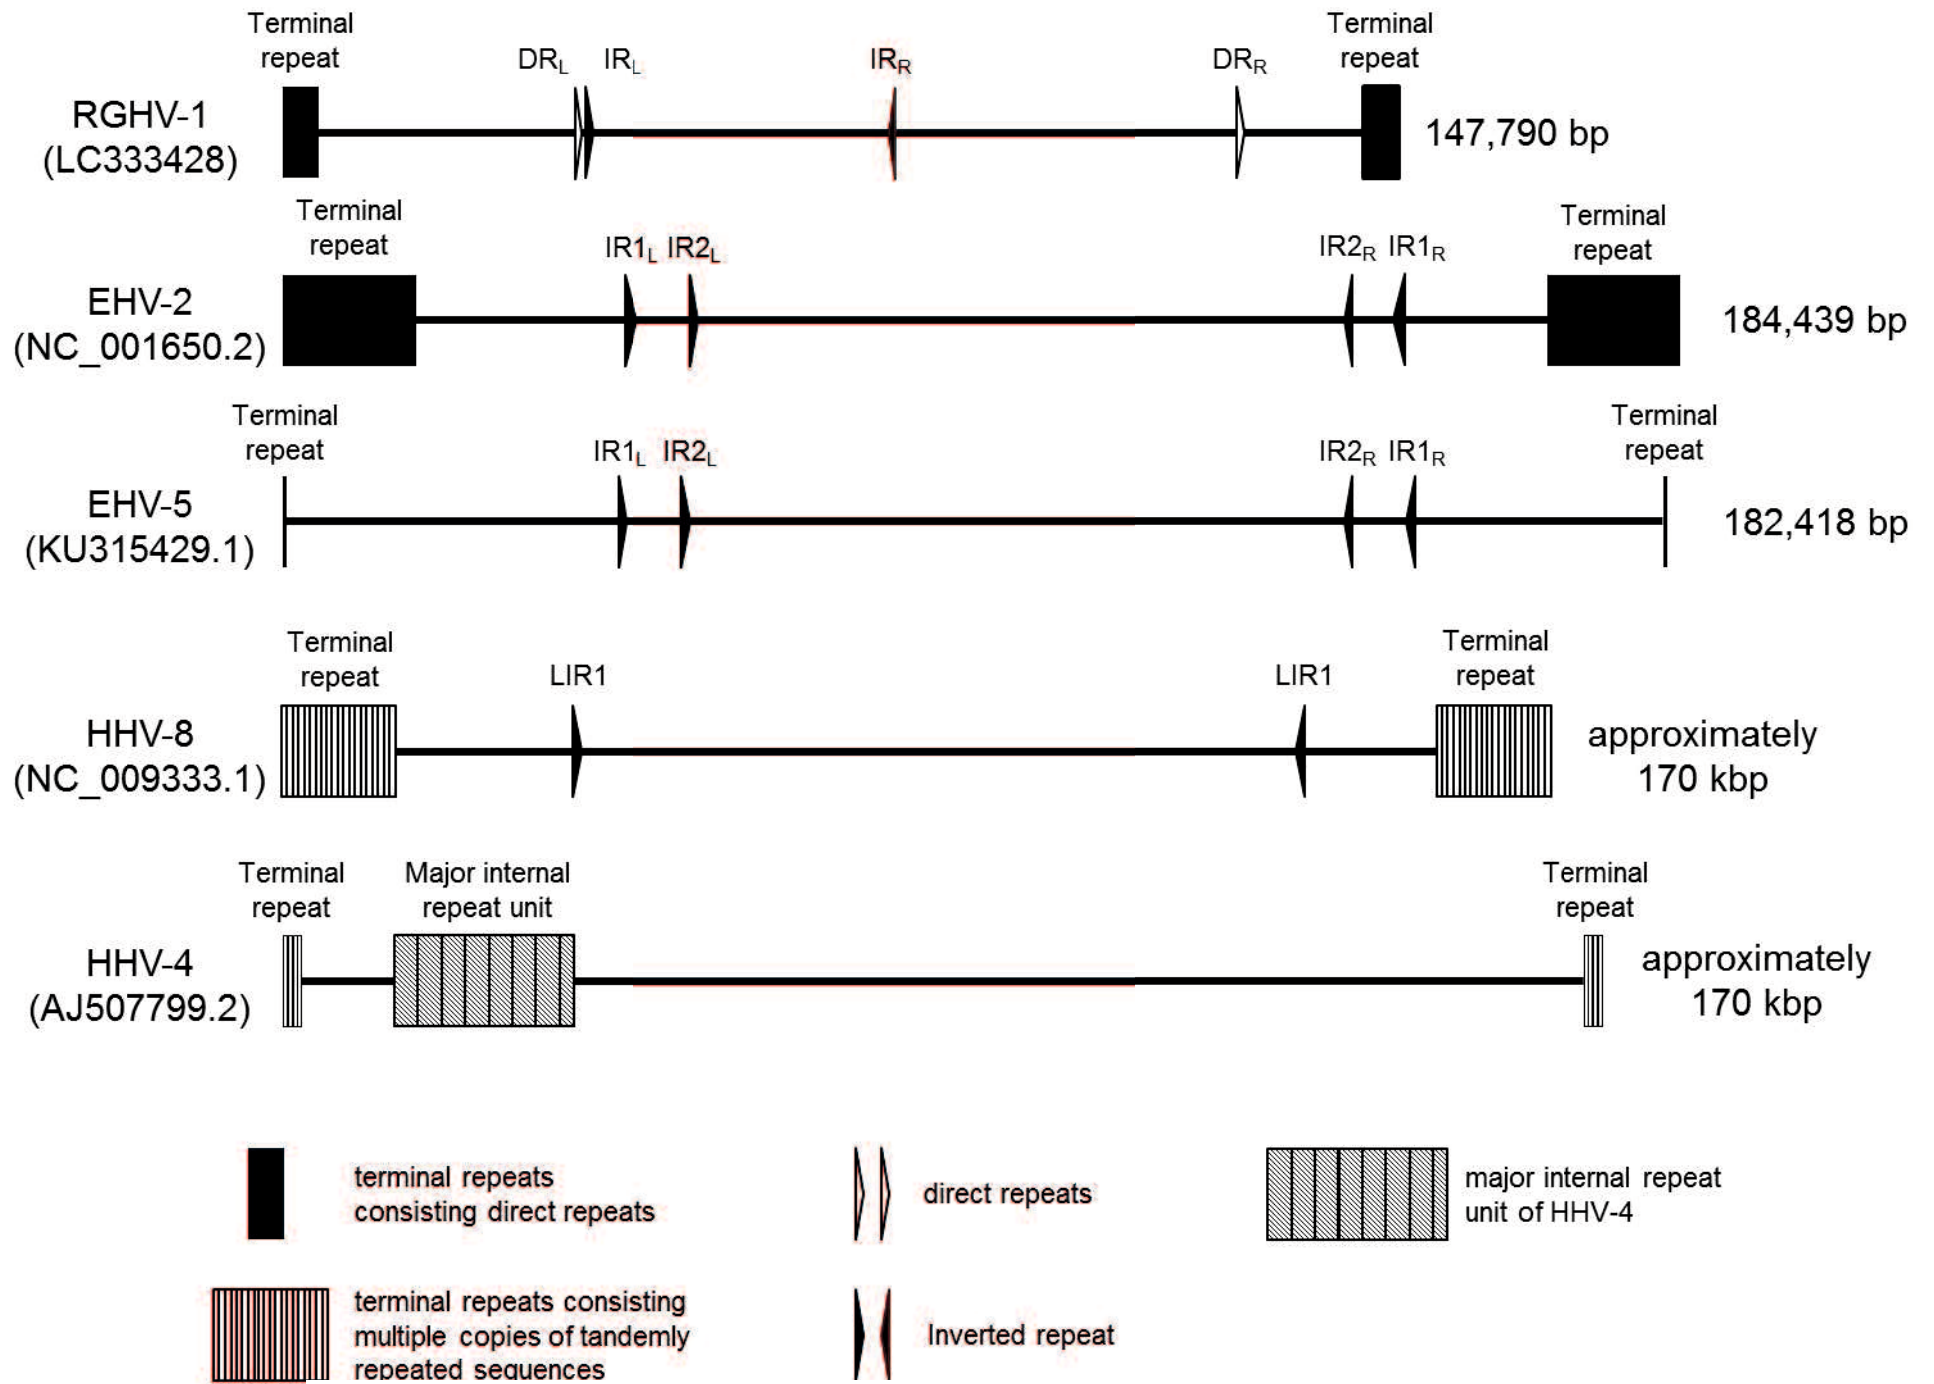 Terminal
repeat
DRL
IRL
IRR
DRR
Terminal
repeat
RGHV-1
(LC333428)
147,790 bp
Terminal
repeat
IR1L
IR2L
IR2R
IR1R
Terminal
repeat
EHV-2
(NC_001650.2)
184,439 bp
Terminal
repeat
IR1L
IR2L
IR2R
IR1R
Terminal
repeat
EHV-5
(KU315429.1)
182,418 bp
Terminal
repeat
LIR1
LIR1
Terminal
repeat
HHV-8
(NC_009333.1)
approximately
170 kbp
Terminal
repeat
Major internal
repeat unit
Terminal
repeat
HHV-4
(AJ507799.2)
approximately
170 kbp
terminal repeats
consisting direct repeats
direct repeats
major internal repeat
unit of HHV-4
terminal repeats consisting
multiple copies of tandemly
repeated sequences
Inverted repeat